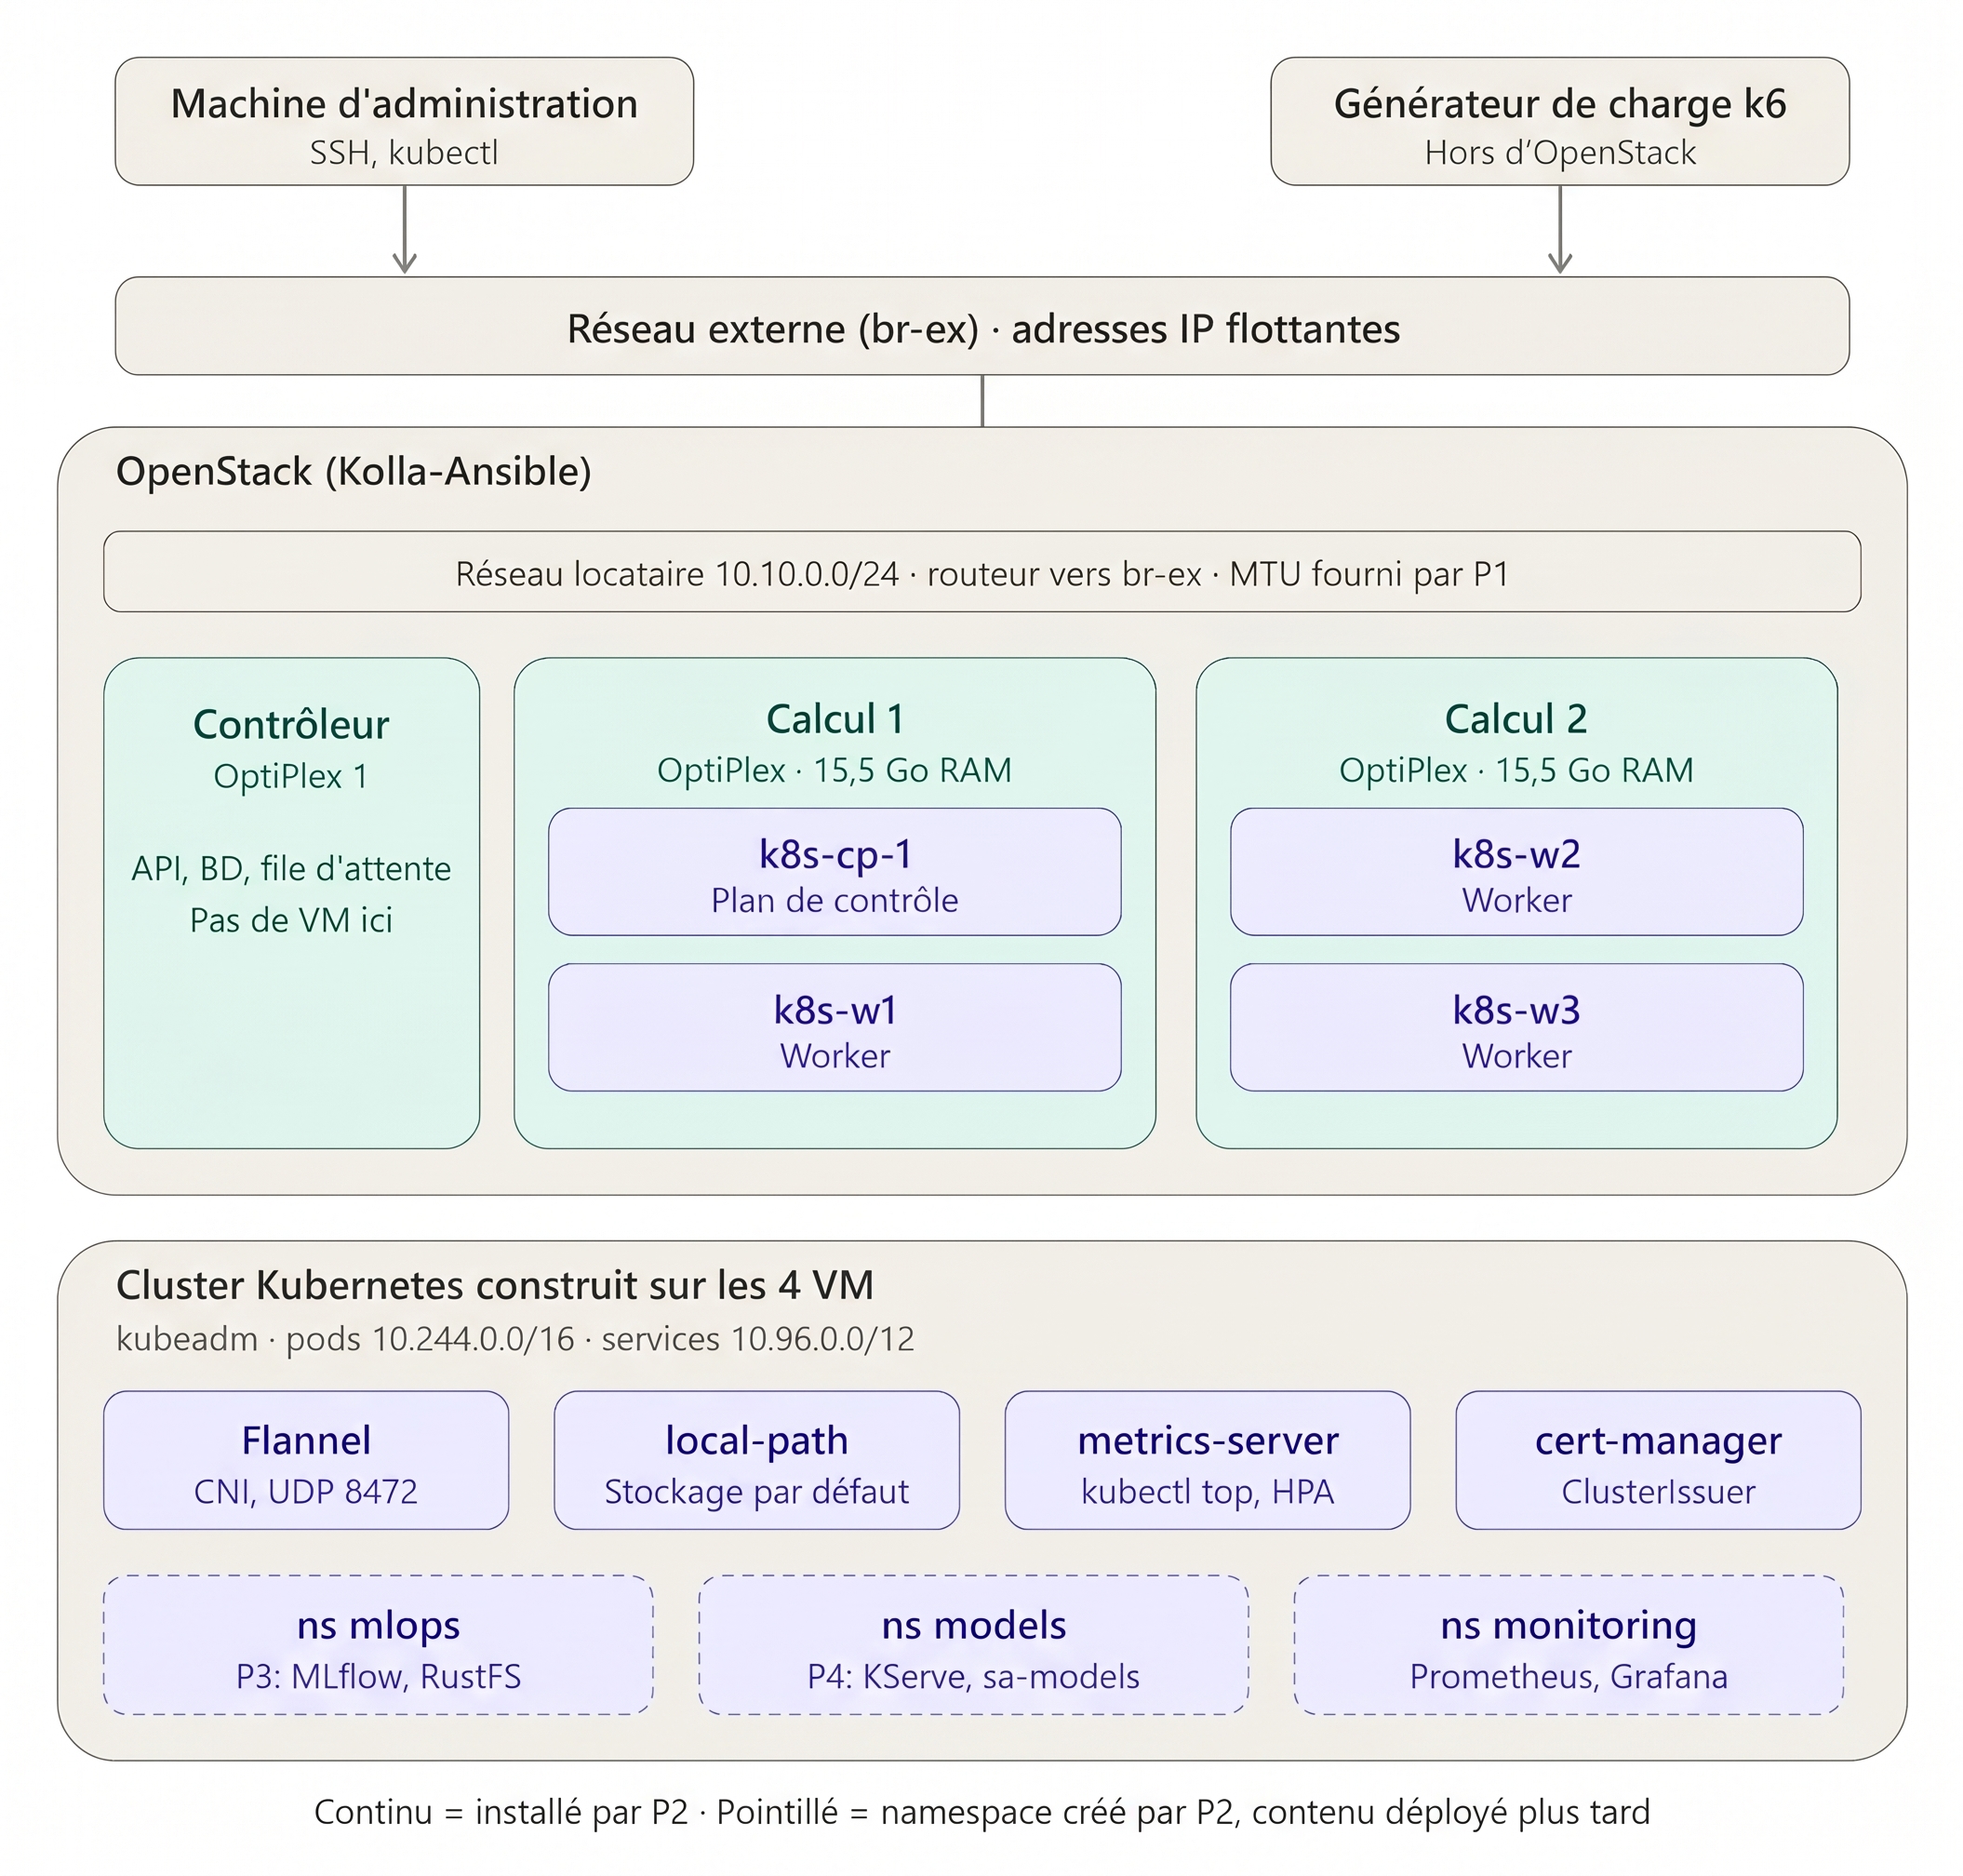 Machine d'administration
SSH, kubectl
Générateur de charge k6
Hors d’OpenStack
Réseau externe (br-ex) · adresses IP flottantes
OpenStack (Kolla-Ansible)
Réseau locataire 10.10.0.0/24 · routeur vers br-ex · MTU fourni par P1
Contrôleur
OptiPlex 1
API, BD, file d'attente
Pas de VM ici
Calcul 1
OptiPlex · 15,5 Go RAM
k8s-cp-1
Plan de contrôle
k8s-w1
Worker
Calcul 2
OptiPlex · 15,5 Go RAM
k8s-w2
Worker
k8s-w3
Worker
Cluster Kubernetes construit sur les 4 VM
kubeadm · pods 10.244.0.0/16 · services 10.96.0.0/12
Flannel
CNI, UDP 8472
local-path
Stockage par défaut
metrics-server
kubectl top, HPA
cert-manager
ClusterIssuer
ns mlops
P3: MLflow, RustFS
ns models
P4: KServe, sa-models
ns monitoring
Prometheus, Grafana
Continu = installé par P2 · Pointillé = namespace créé par P2, contenu déployé plus tard